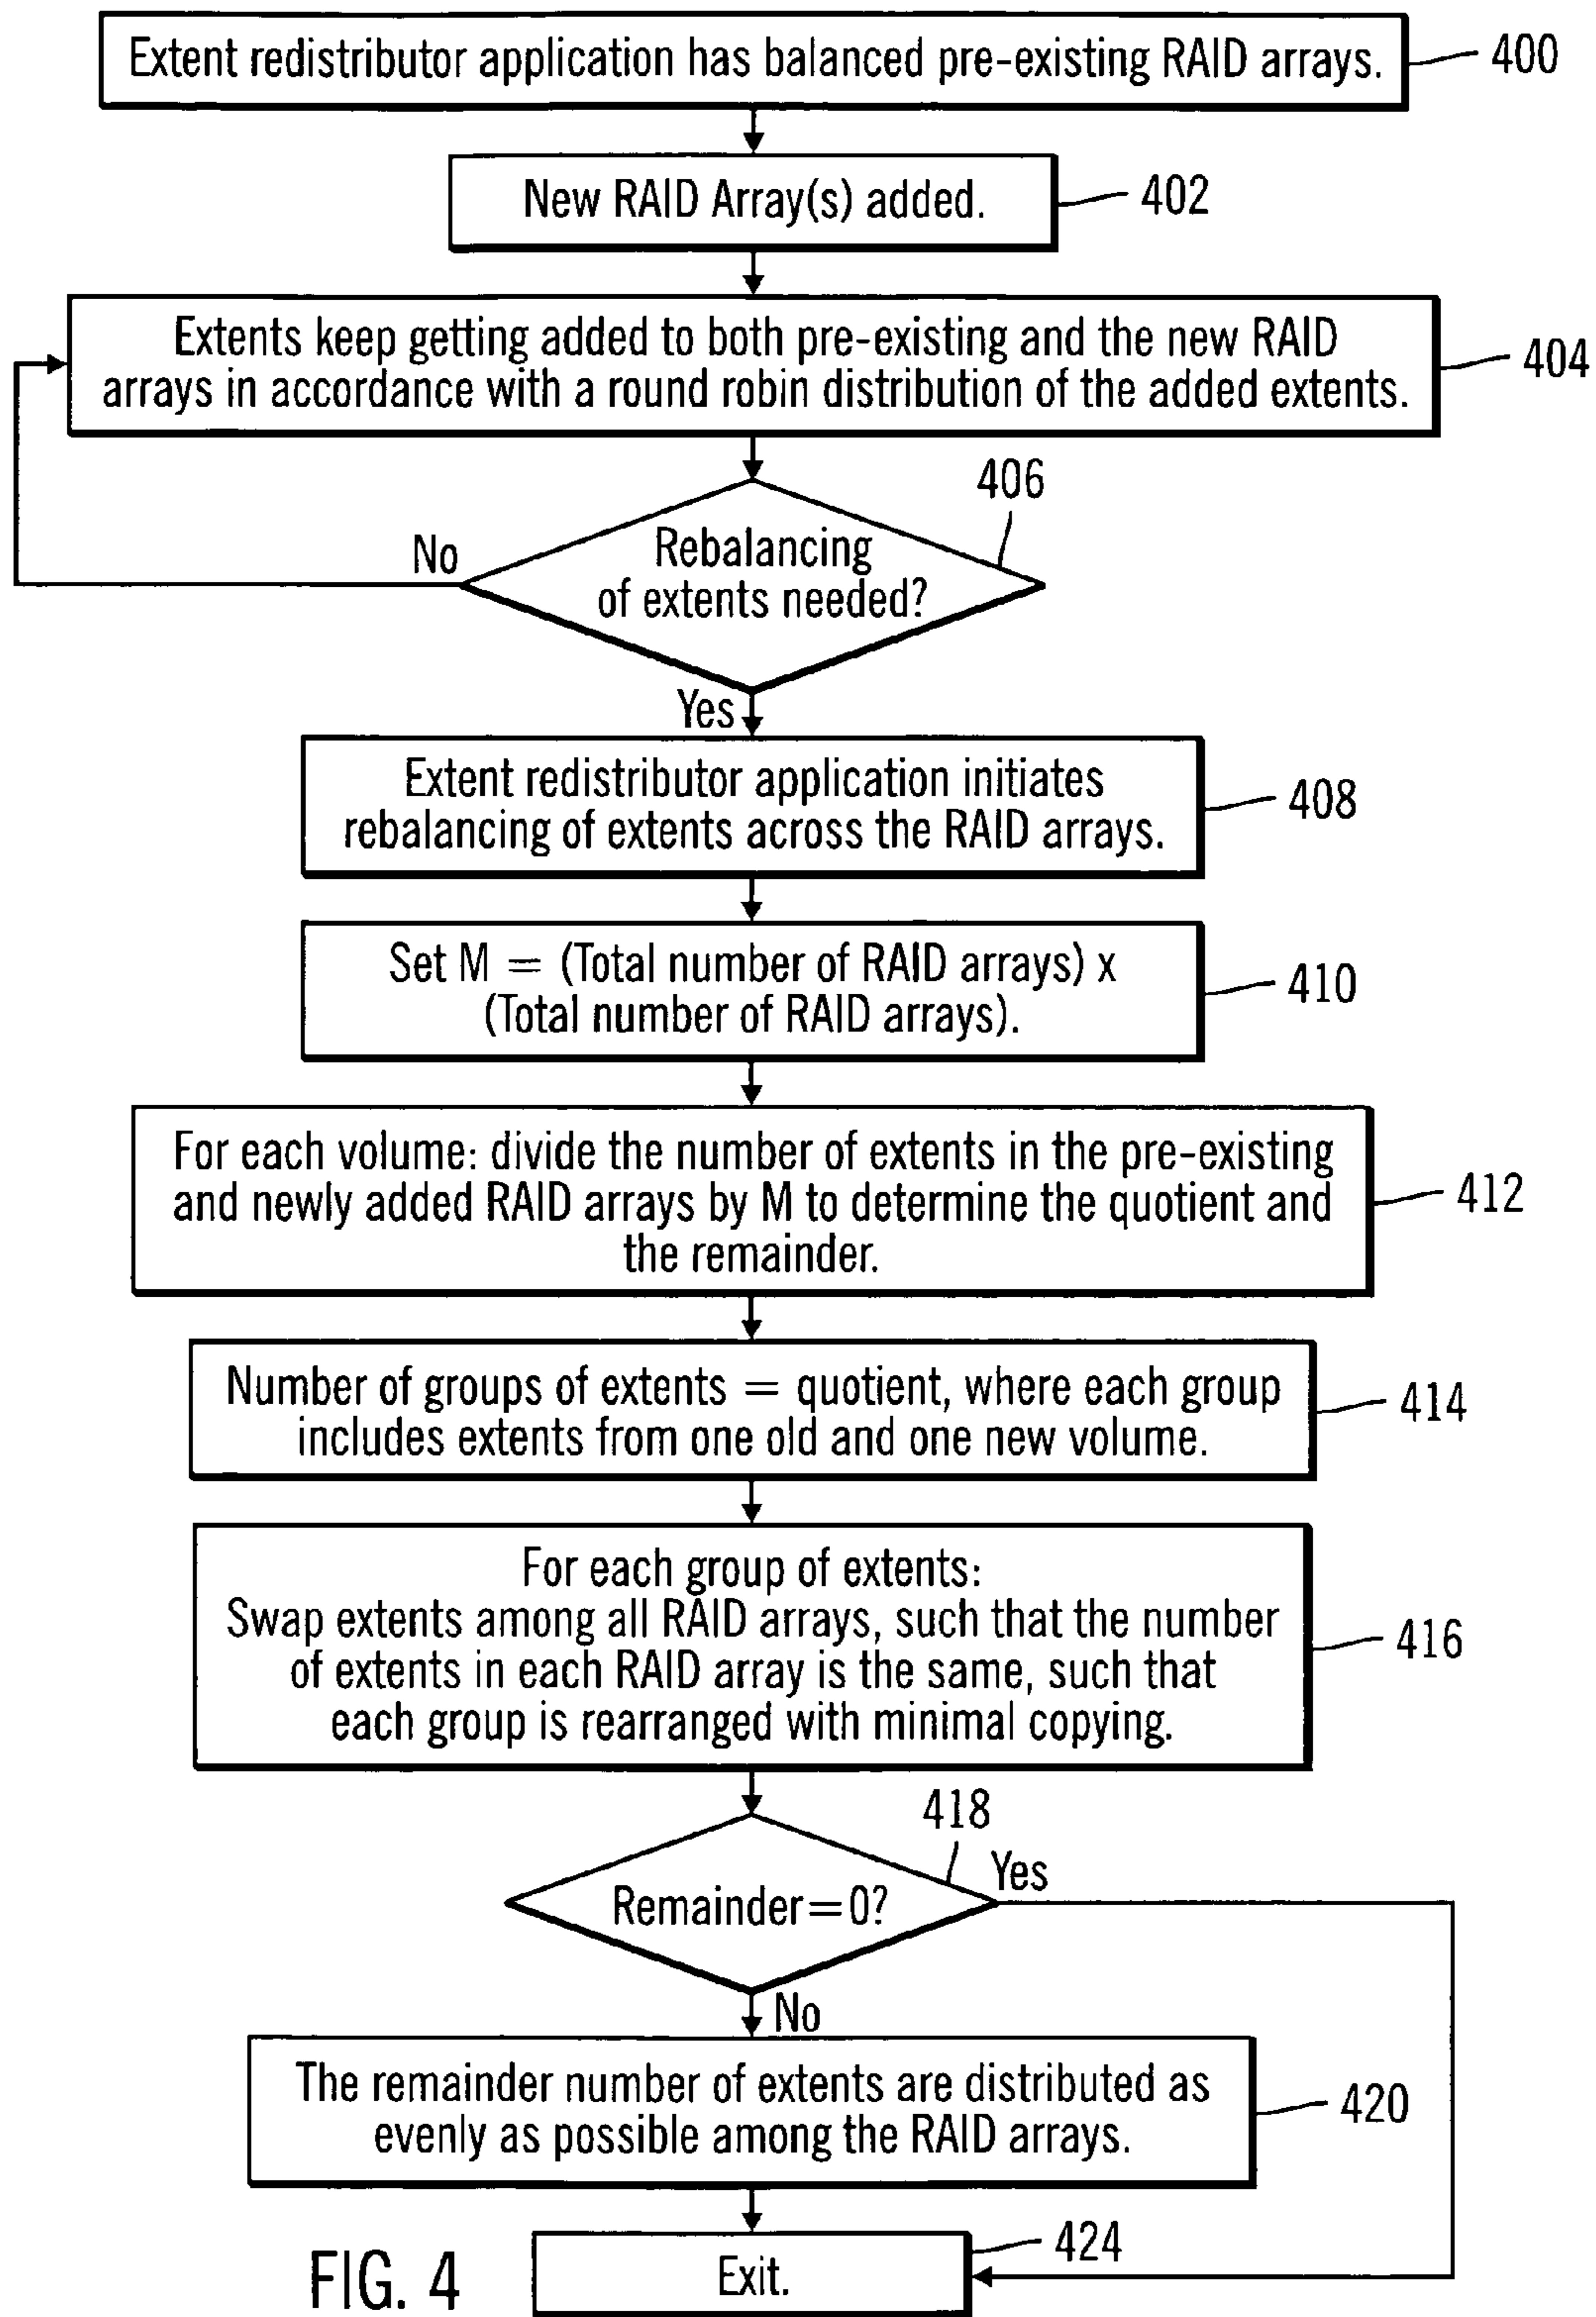 Extent redistributor application has balanced pre-existing RAID arrays.
400
New RAID Array(s) added.
402
Extents keep getting added to both pre-existing and the new RAID
arrays in accordance with a round robin distribution of the added extents.
404
406
Rebalancing
of extents needed?
No
Yes
Extent redistributor application initiates
rebalancing of extents across the RAID arrays.
408
Set M = (Total number of RAID arrays) x
(Total number of RAID arrays).
410
For each volume: divide the number of extents in the pre-existing
and newly added RAID arrays by M to determine the quotient and
the remainder.
412
Number of groups of extents = quotient, where each group
includes extents from one old and one new volume.
414
For each group of extents:
Swap extents among all RAID arrays, such that the number
of extents in each RAID array is the same, such that
each group is rearranged with minimal copying.
416
418
Remainder=0?
Yes
No
The remainder number of extents are distributed as
evenly as possible among the RAID arrays.
420
Exit.
424
FIG. 4